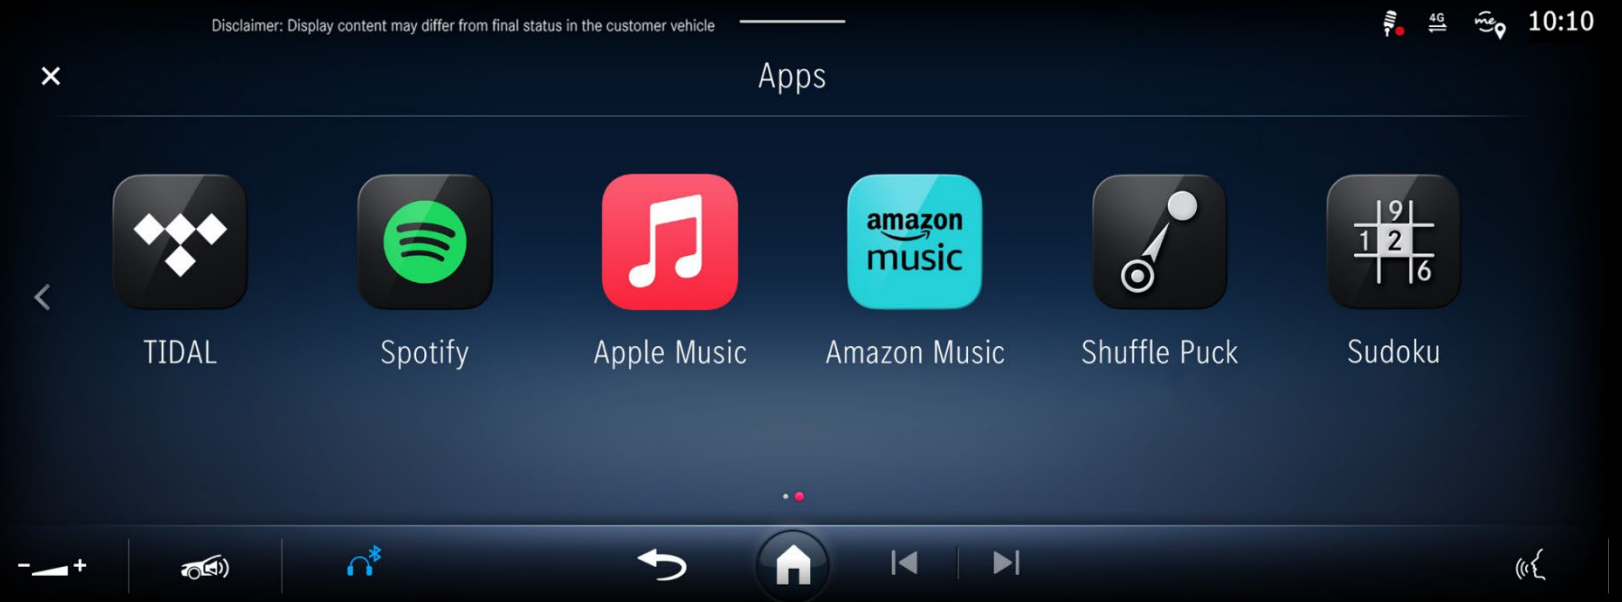 Disclaimer: Display content may differ from final status in the customer vehicle
4G
me
10:10
Apps
amazon
music
9
1 2
6
TIDAL
Spotify
Apple Music
Amazon Music
Shuffle Puck
Sudoku